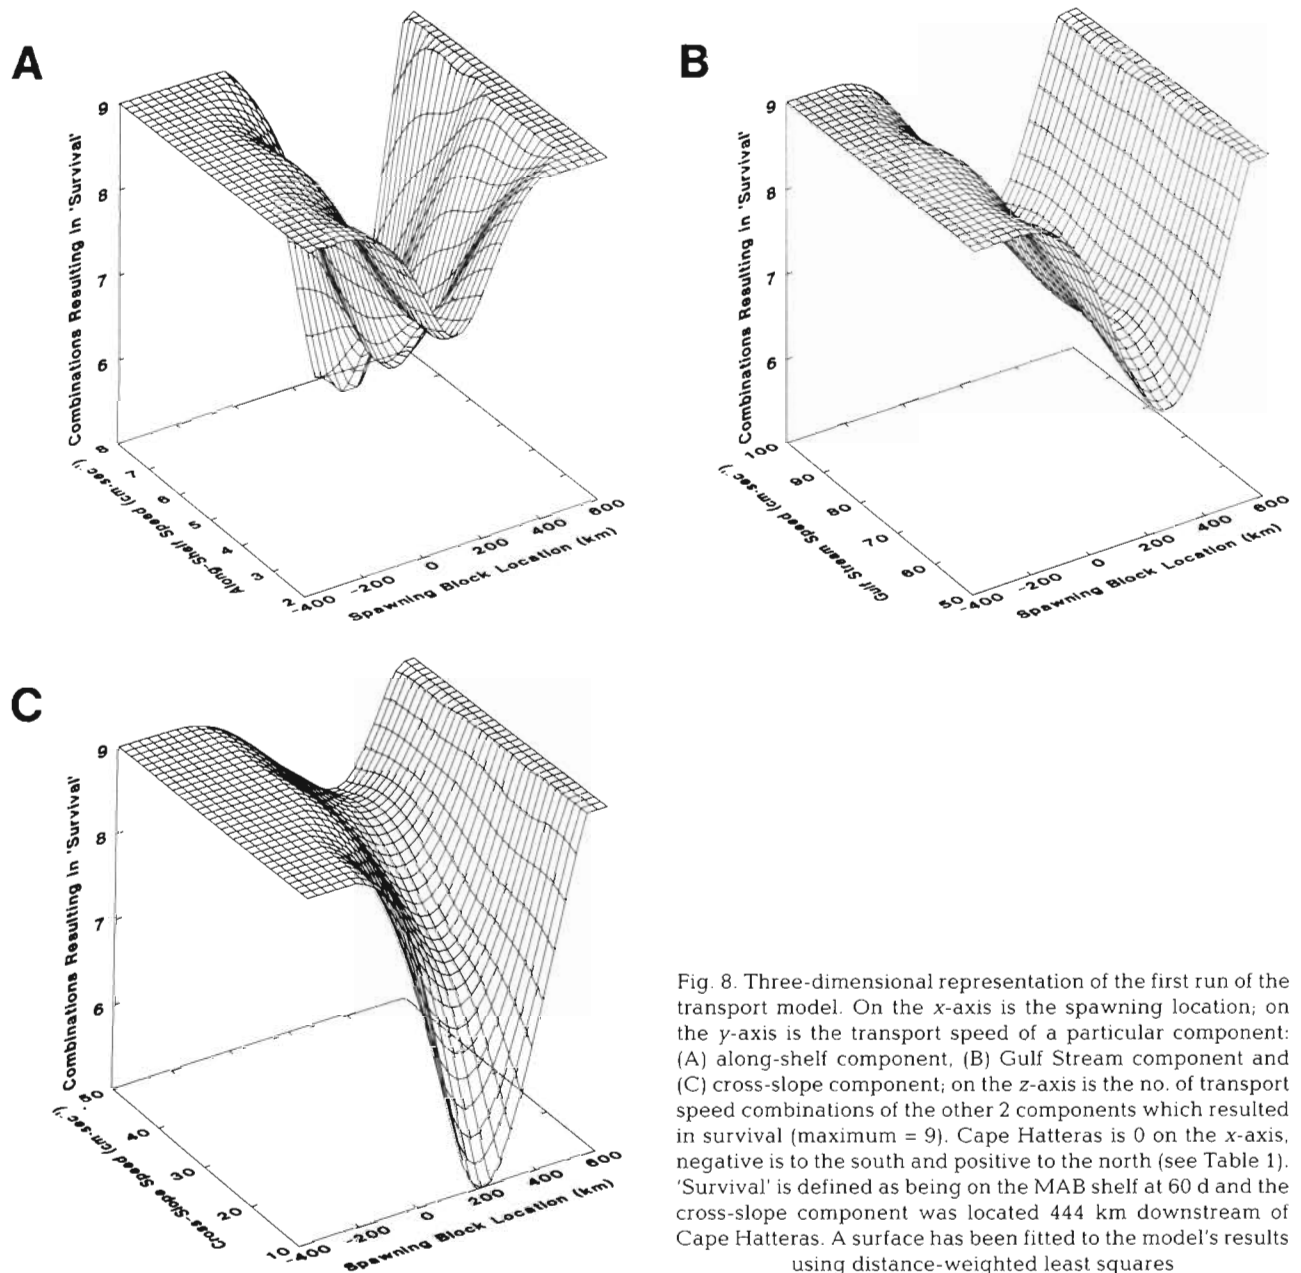 A
Combinations Resulting in 'Survival'
9
8
7
6
8
7
6
5
4
3
2
Along-Shelf Speed (cm·sec⁻¹)
-400
-200
0
200
400
600
Spawning Block Location (km)
B
Combinations Resulting in 'Survival'
9
8
7
6
100
90
80
70
60
50
Gulf Stream Speed (cm·sec⁻¹)
-400
-200
0
200
400
600
Spawning Block Location (km)
C
Combinations Resulting in 'Survival'
9
8
7
6
50
40
30
20
10
Cross-Slope Speed (cm·sec⁻¹)
-400
-200
0
200
400
600
Spawning Block Location (km)
Fig. 8. Three-dimensional representation of the first run of the
transport model. On the x-axis is the spawning location; on
the y-axis is the transport speed of a particular component:
(A) along-shelf component, (B) Gulf Stream component and
(C) cross-slope component; on the z-axis is the no. of transport
speed combinations of the other 2 components which resulted
in survival (maximum = 9). Cape Hatteras is 0 on the x-axis,
negative is to the south and positive to the north (see Table 1).
'Survival' is defined as being on the MAB shelf at 60 d and the
cross-slope component was located 444 km downstream of
Cape Hatteras. A surface has been fitted to the model's results
using distance-weighted least squares